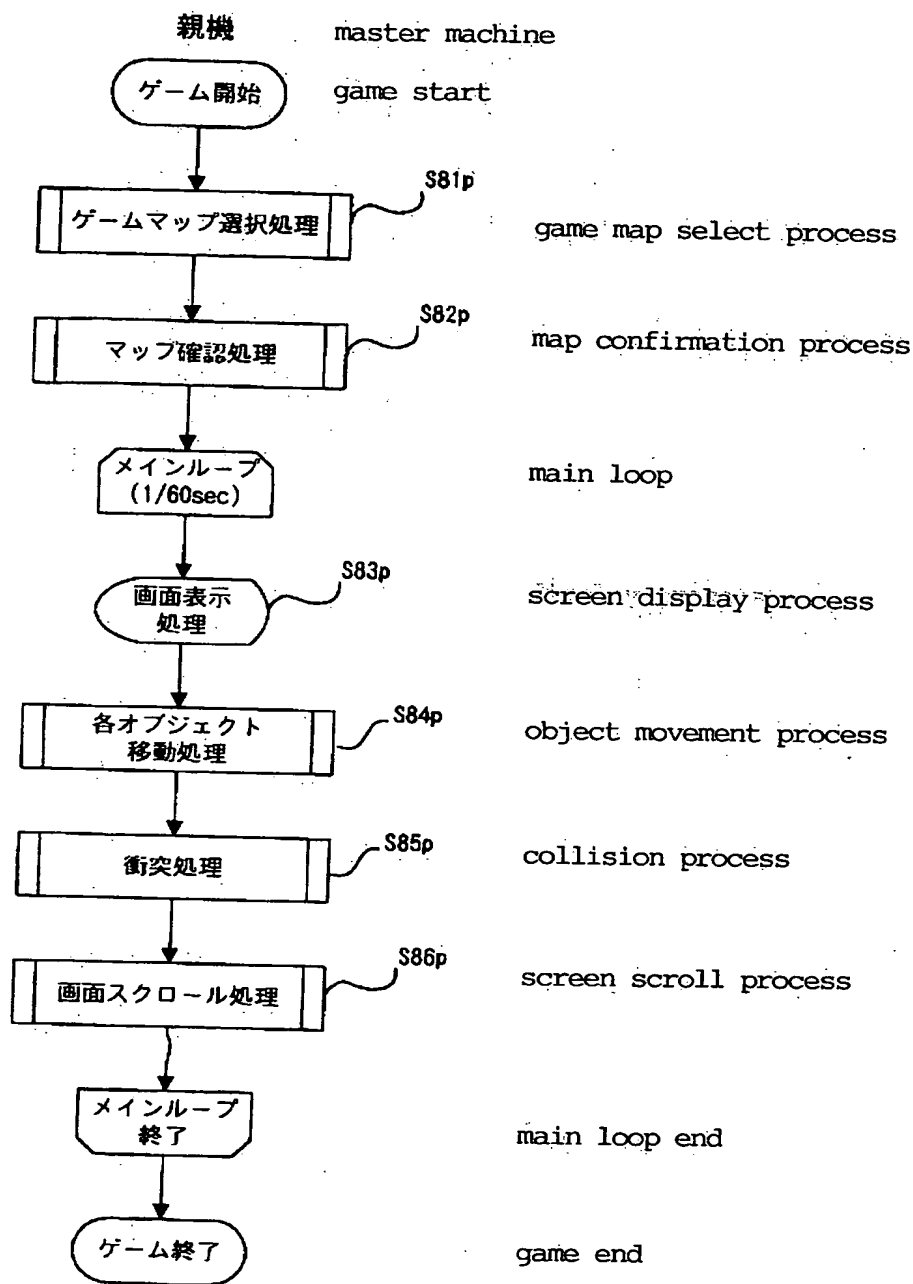 親機 master machine
ゲーム開始 game start
S81p
ゲームマップ選択処理 game map select process
S82p
マップ確認処理 map confirmation process
メインループ
(1/60sec)
main loop
S83p
画面表示
処理
screen display process
S84p
各オブジェクト
移動処理
object movement process
S85p
衝突処理 collision process
S86p
画面スクロール処理 screen scroll process
メインループ
終了
main loop end
ゲーム終了 game end